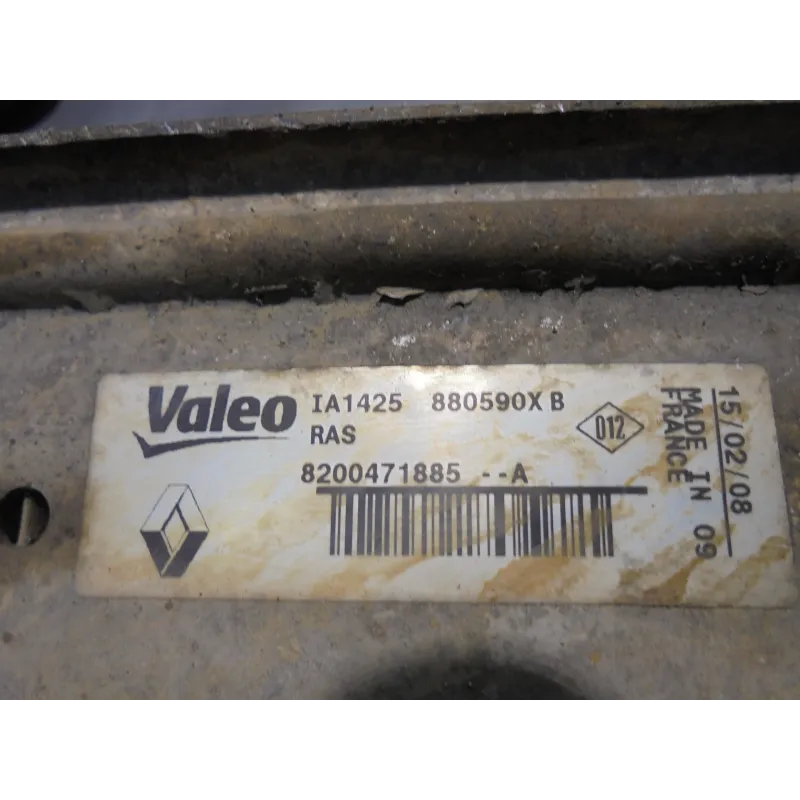 Valeo IA1425 880590X B
RAS
8200471885 --A
D12
15/02/08
MADE IN 09
FRANCE